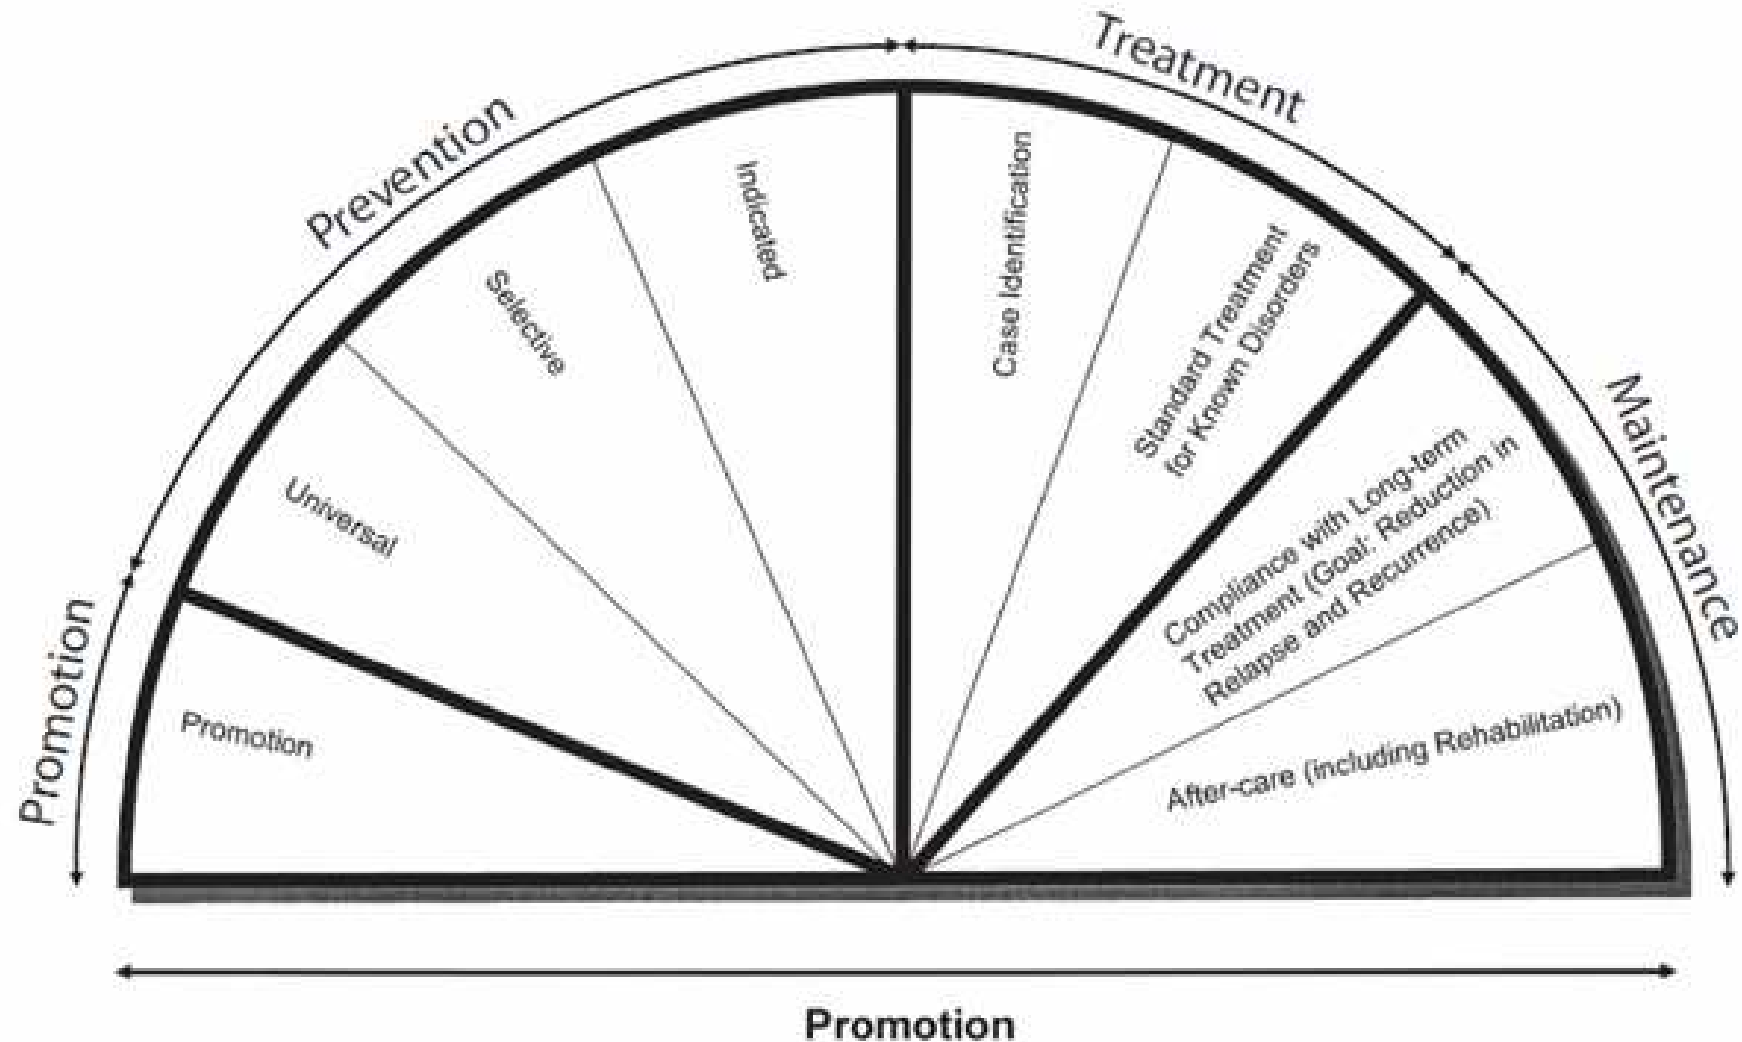 Treatment
Prevention
Maintenance
Promotion
Promotion
Universal
Selective
Indicated
Case Identification
Standard Treatment
for Known Disorders
Compliance with Long-term
Treatment (Goal: Reduction in
Relapse and Recurrence)
After-care (including Rehabilitation)
Promotion